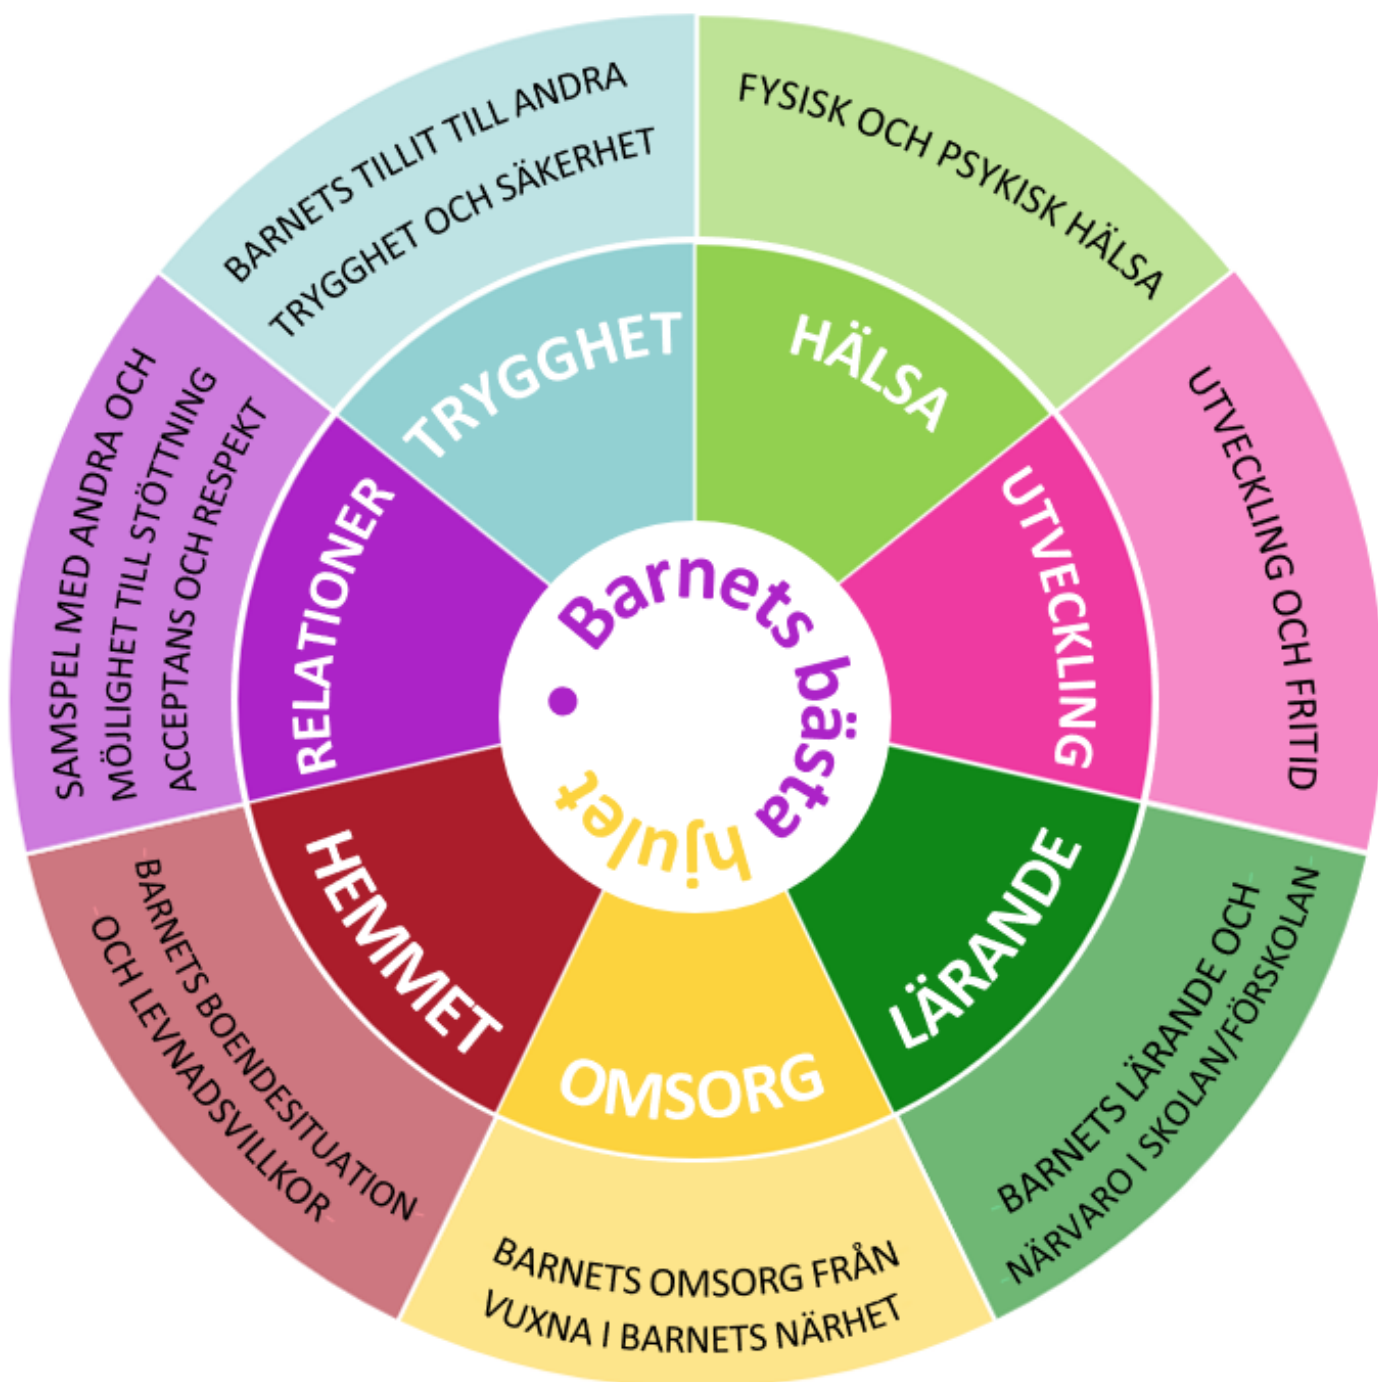 Barnets bästa
hjulet
HÄLSA
FYSISK OCH PSYKISK HÄLSA
UTVECKLING
UTVECKLING OCH FRITID
LÄRANDE
BARNETS LÄRANDE OCH
NÄRVARO I SKOLAN/FÖRSKOLAN
OMSORG
BARNETS OMSORG FRÅN
VUXNA I BARNETS NÄRHET
HEMMET
BARNETS BOENDESITUATION
OCH LEVNADSVILLKOR
RELATIONER
SAMSPEL MED ANDRA OCH
MÖJLIGHET TILL STÖTTNING
ACCEPTANS OCH RESPEKT
TRYGGHET
BARNETS TILLIT TILL ANDRA
TRYGGHET OCH SÄKERHET